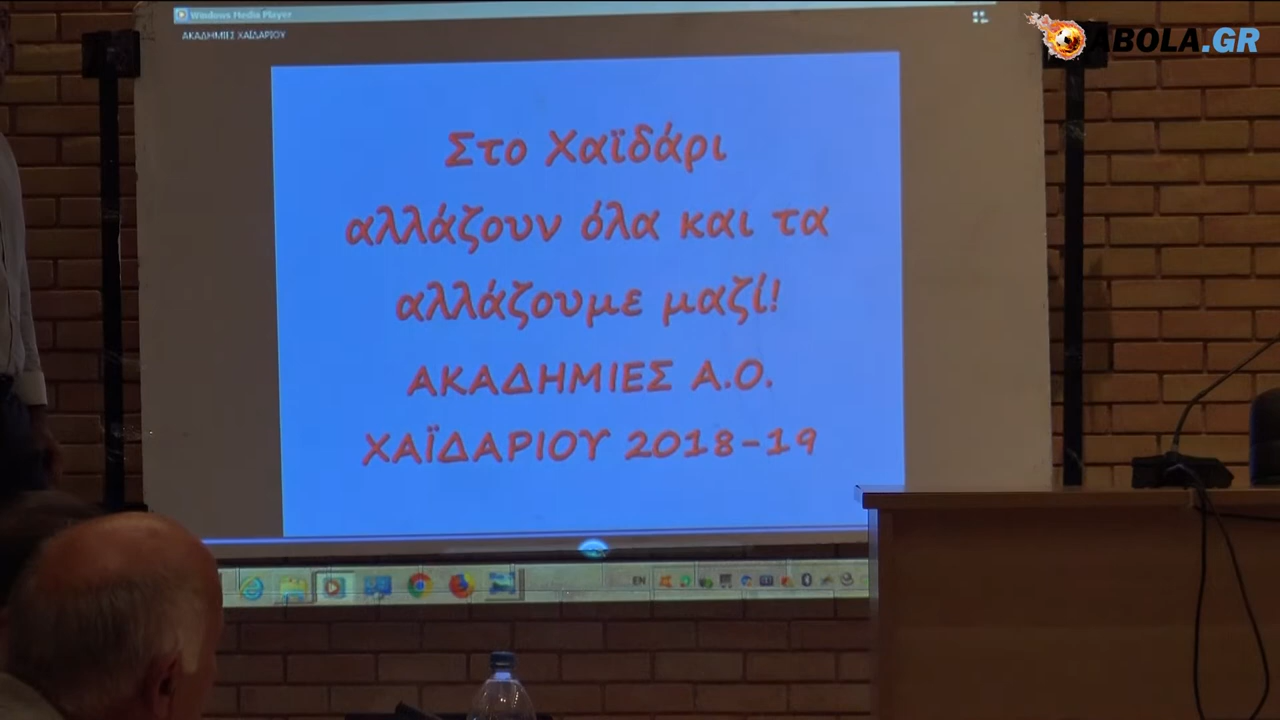 Windows Media Player
ΑΚΑΔΗΜΙΕΣ ΧΑΪΔΑΡΙΟΥ
ABOLA.GR
Στο Χαϊδάρι
αλλάζουν όλα και τα
αλλάζουμε μαζί!
ΑΚΑΔΗΜΙΕΣ Α.Ο.
ΧΑΪΔΑΡΙΟΥ 2018-19
EN